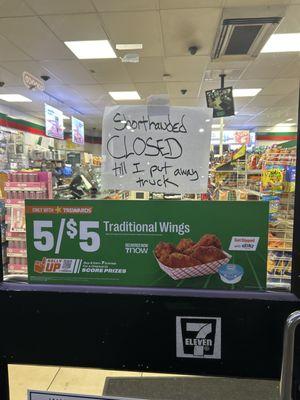 Shorthanded
CLOSED
till I put away
truck
ONLY WITH 7REWARDS
5/$5
Traditional Wings
DELIVERED NOW
7NOW
RALLY
UP
SCORE PRIZES
7
ELEVEN